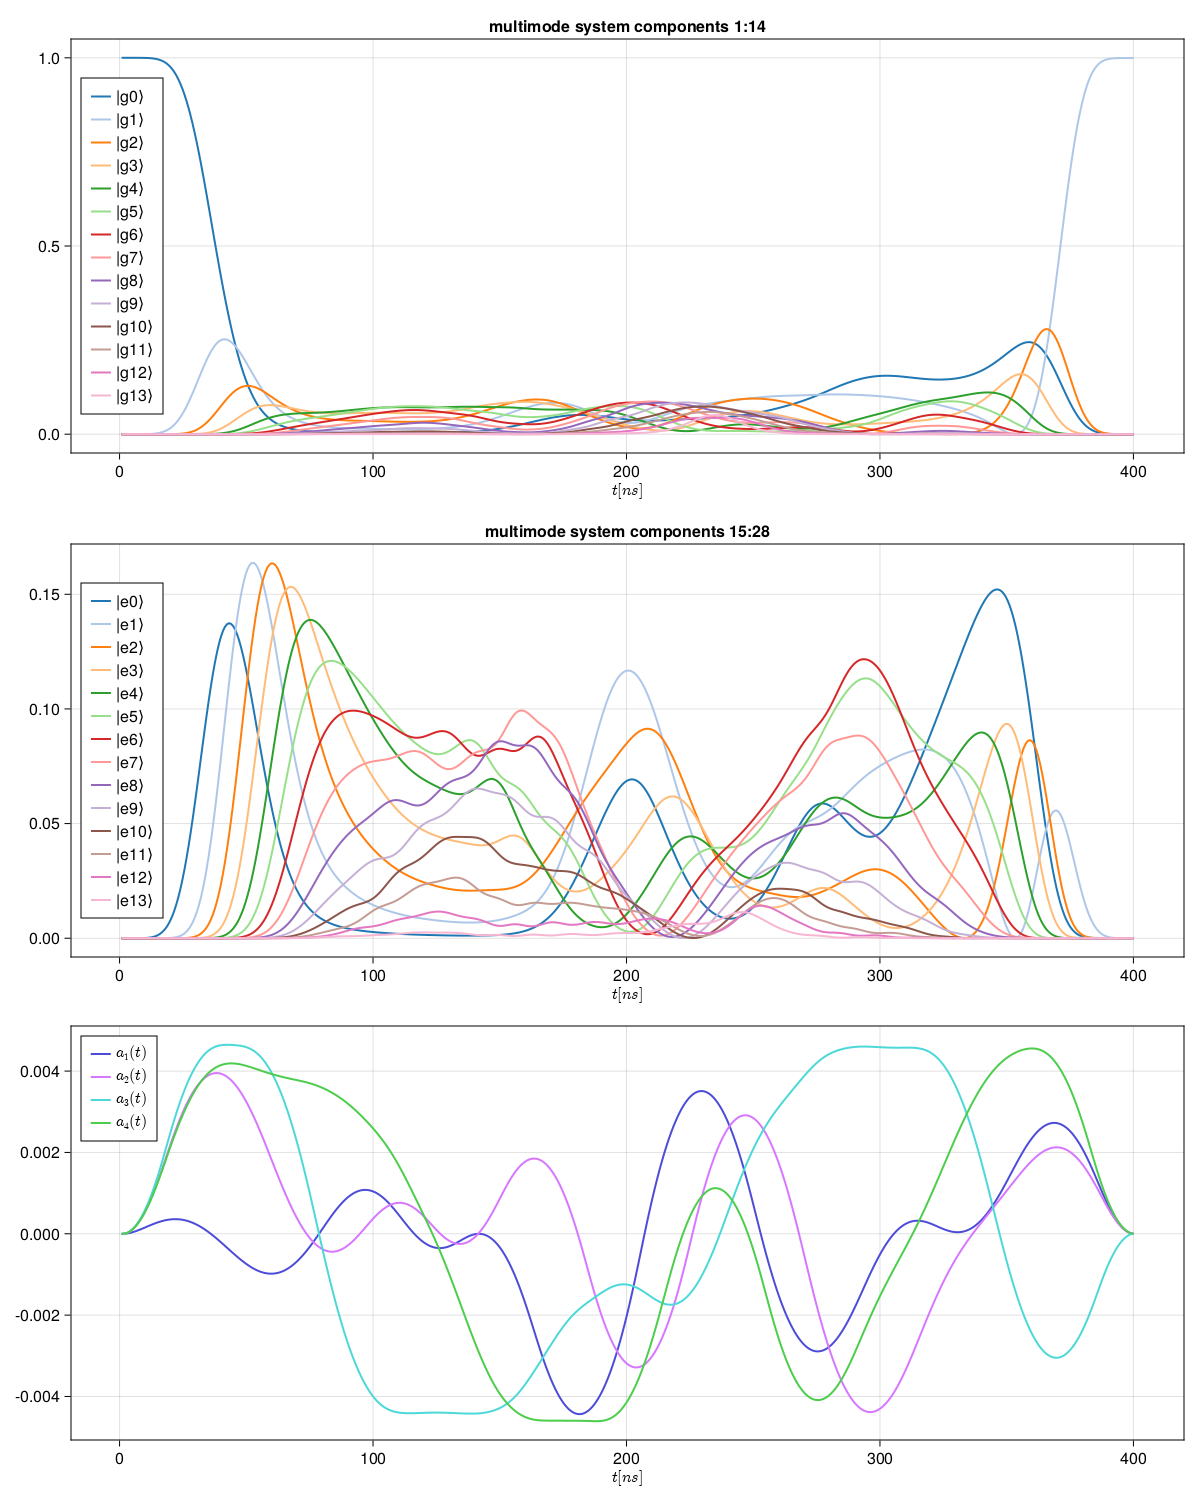 multimode system components 1:14
1.0
0.5
0.0
|g0⟩
|g1⟩
|g2⟩
|g3⟩
|g4⟩
|g5⟩
|g6⟩
|g7⟩
|g8⟩
|g9⟩
|g10⟩
|g11⟩
|g12⟩
|g13⟩
0 100 200 300 400
t[ns]
multimode system components 15:28
0.15
0.10
0.05
0.00
|e0⟩
|e1⟩
|e2⟩
|e3⟩
|e4⟩
|e5⟩
|e6⟩
|e7⟩
|e8⟩
|e9⟩
|e10⟩
|e11⟩
|e12⟩
|e13⟩
0 100 200 300 400
t[ns]
a₁(t)
a₂(t)
a₃(t)
a₄(t)
0.004
0.002
0.000
-0.002
-0.004
0 100 200 300 400
t[ns]